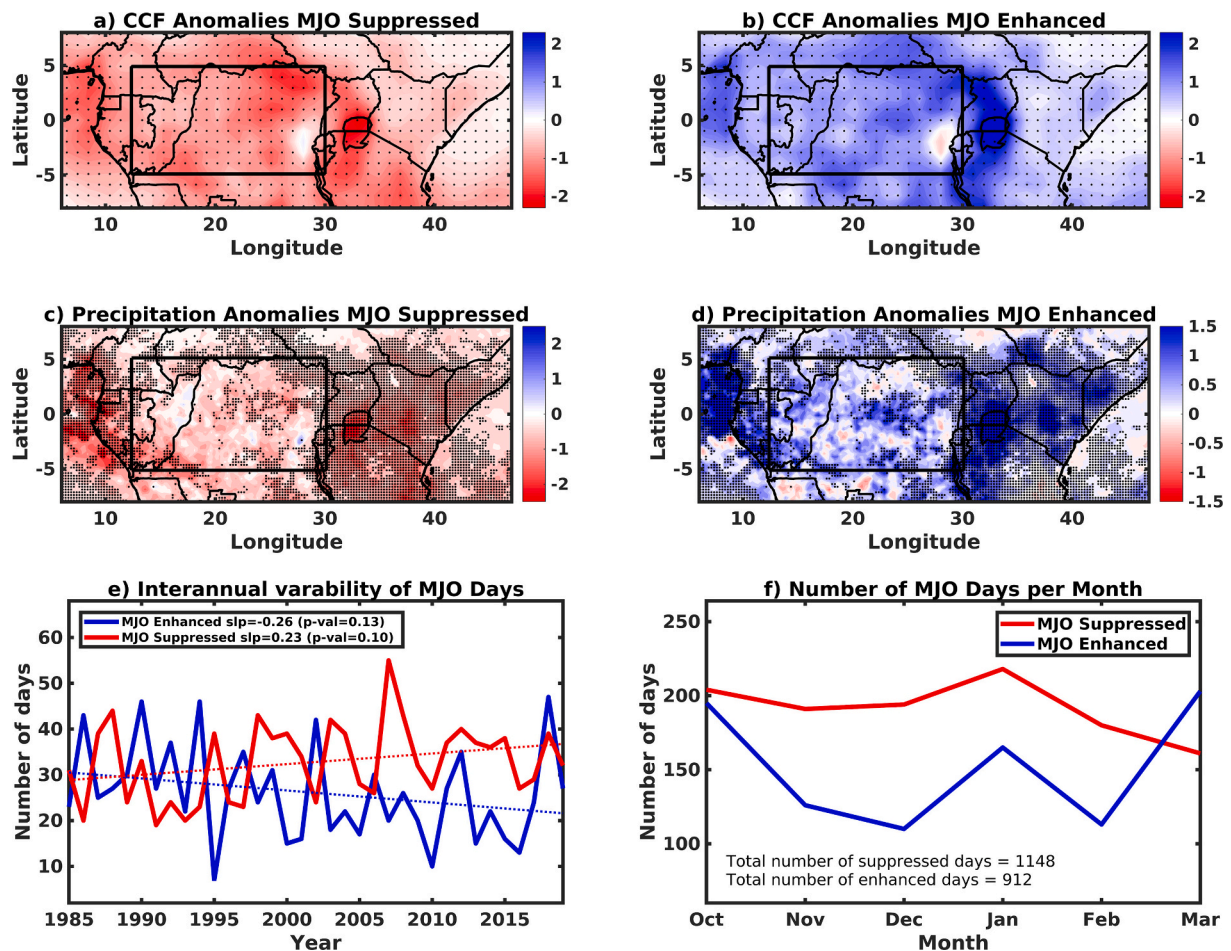 a) CCF Anomalies MJO Suppressed
b) CCF Anomalies MJO Enhanced
Latitude
5
0
-5
10
20
30
40
Longitude
2
1
0
-1
-2
Latitude
5
0
-5
10
20
30
40
Longitude
2
1
0
-1
-2
c) Precipitation Anomalies MJO Suppressed
d) Precipitation Anomalies MJO Enhanced
Latitude
5
0
-5
10
20
30
40
Longitude
2
1
0
-1
-2
Latitude
5
0
-5
10
20
30
40
Longitude
1.5
1
0.5
0
-0.5
-1
-1.5
e) Interannual varability of MJO Days
MJO Enhanced slp=-0.26 (p-val=0.13)
MJO Suppressed slp=0.23 (p-val=0.10)
Number of days
60
50
40
30
20
10
1985
1990
1995
2000
2005
2010
2015
Year
f) Number of MJO Days per Month
MJO Suppressed
MJO Enhanced
Number of days
250
200
150
100
Total number of suppressed days = 1148
Total number of enhanced days = 912
Oct
Nov
Dec
Jan
Feb
Mar
Month